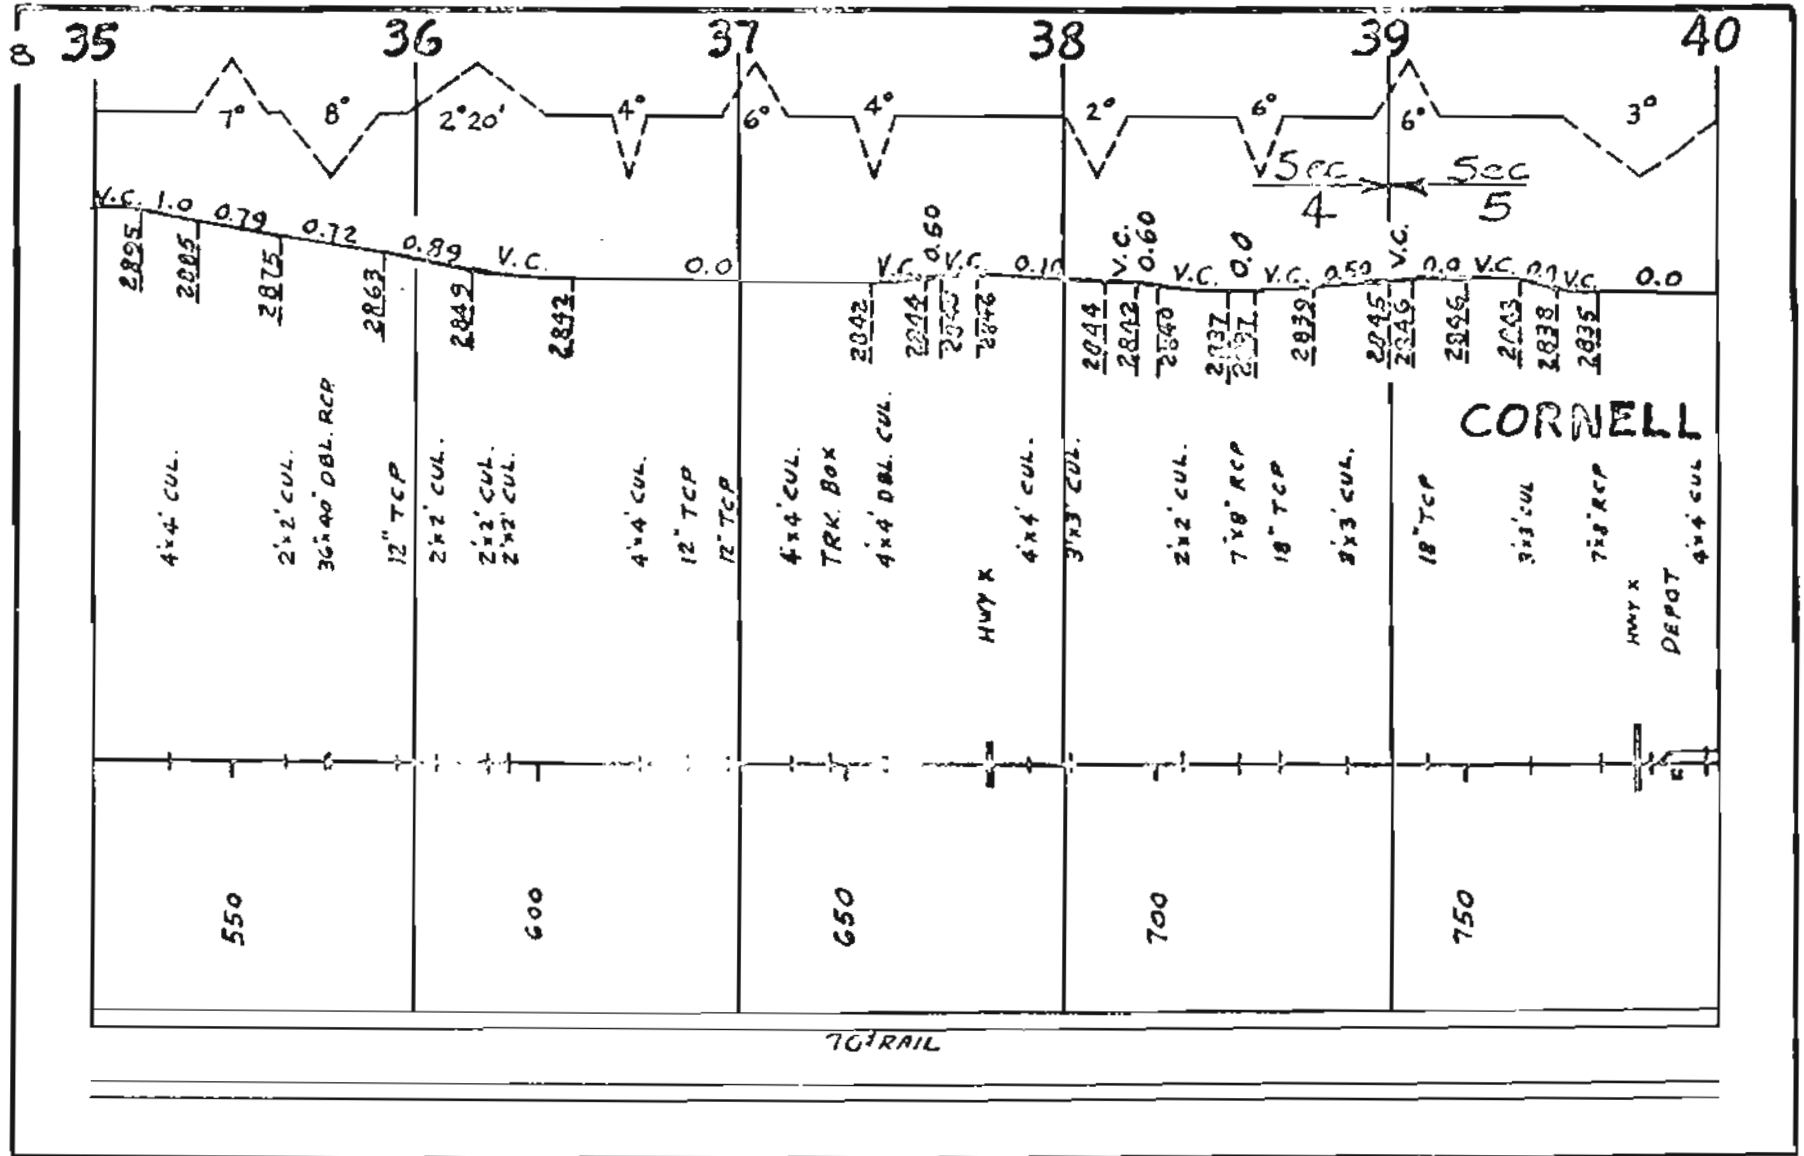 8 35 36 37 38 39 40
7° 8° 2°20' 4° 6° 4° 2° 6° 6° 3°
Sec 4 Sec 5
V.C. 1.0 0.79 0.72 0.89 V.C. 0.0 V.C. 0.50 V.C. 0.10 V.C. 0.60 V.C. 0.0 V.C. 0.50 V.C. 0.0 V.C. V.C. 0.0
2895 2885 2875 2863 2849 2842 2842 2844 2846 2844 2842 2840 2837 2837 2839 2845 2846 2846 2843 2838 2835
CORNELL
4'x4' CUL.
2'x2' CUL.
36"x40' DBL. RCP
12" TCP
2'x2' CUL.
2'x2' CUL.
2'x2' CUL.
4'x4' CUL.
12" TCP
12" TCP
4'x4' CUL.
TRK. BOX
4'x4' DBL. CUL.
HWY X
4'x4' CUL.
3'x3' CUL.
2'x2' CUL.
7'x8' RCP
18" TCP
8'x3' CUL.
18" TCP
3'x3' CUL
7'x8' RCP
HWY X
DEPOT
4'x4' CUL
550 600 650 700 750
70# RAIL